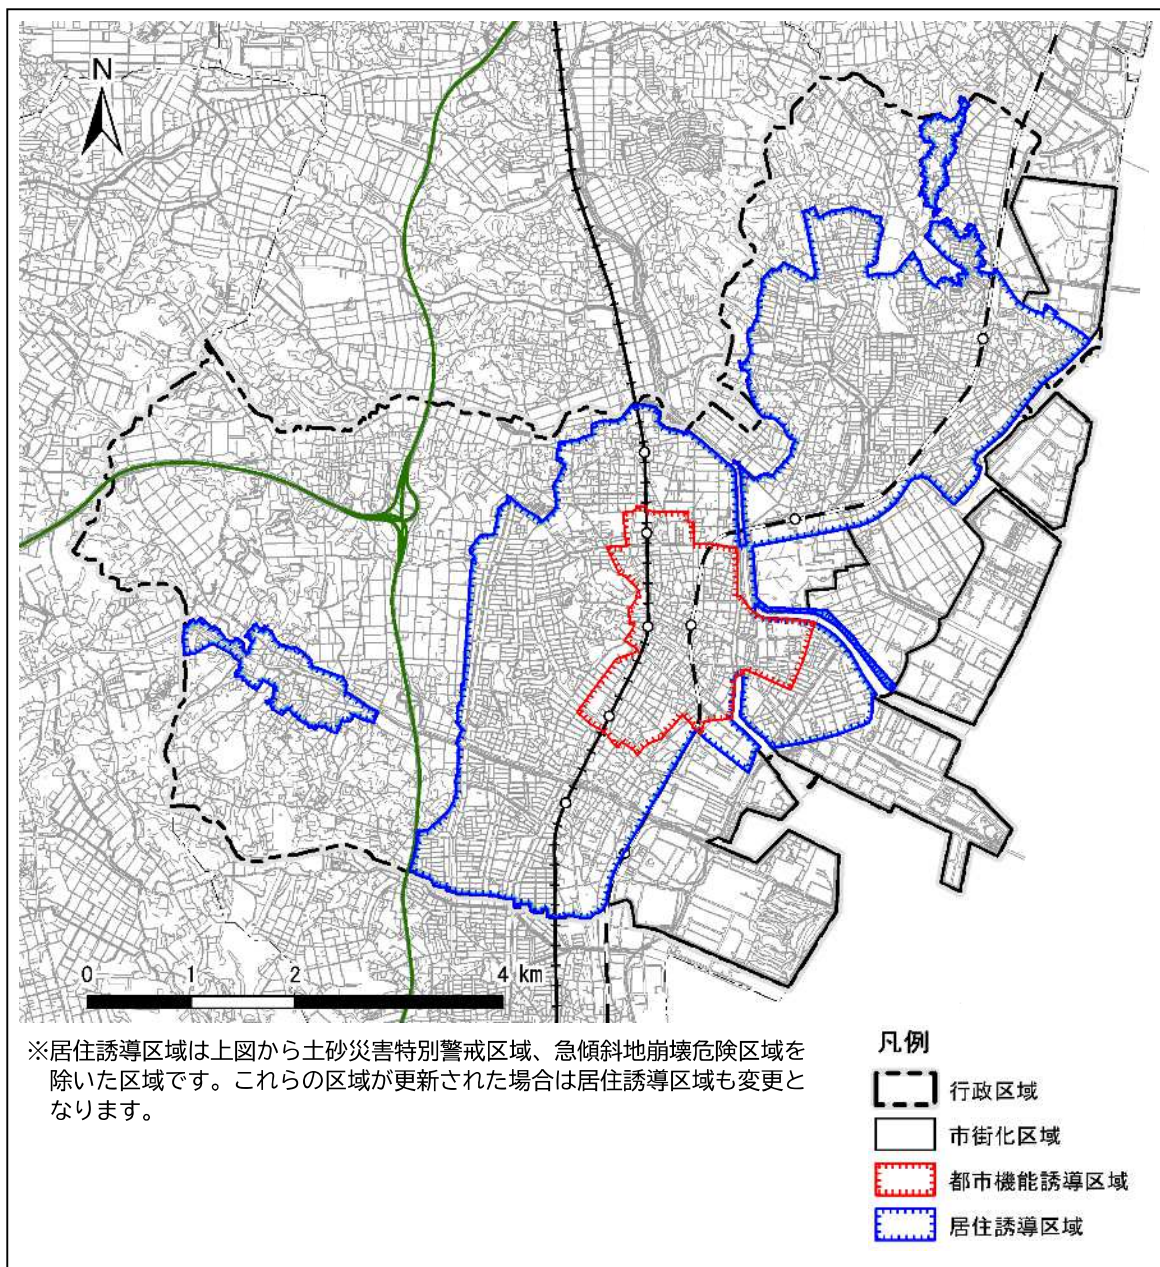 N
0 1 2 4 km
※居住誘導区域は上図から土砂災害特別警戒区域、急傾斜地崩壊危険区域を
除いた区域です。これらの区域が更新された場合は居住誘導区域も変更と
なります。
凡例
行政区域
市街化区域
都市機能誘導区域
居住誘導区域